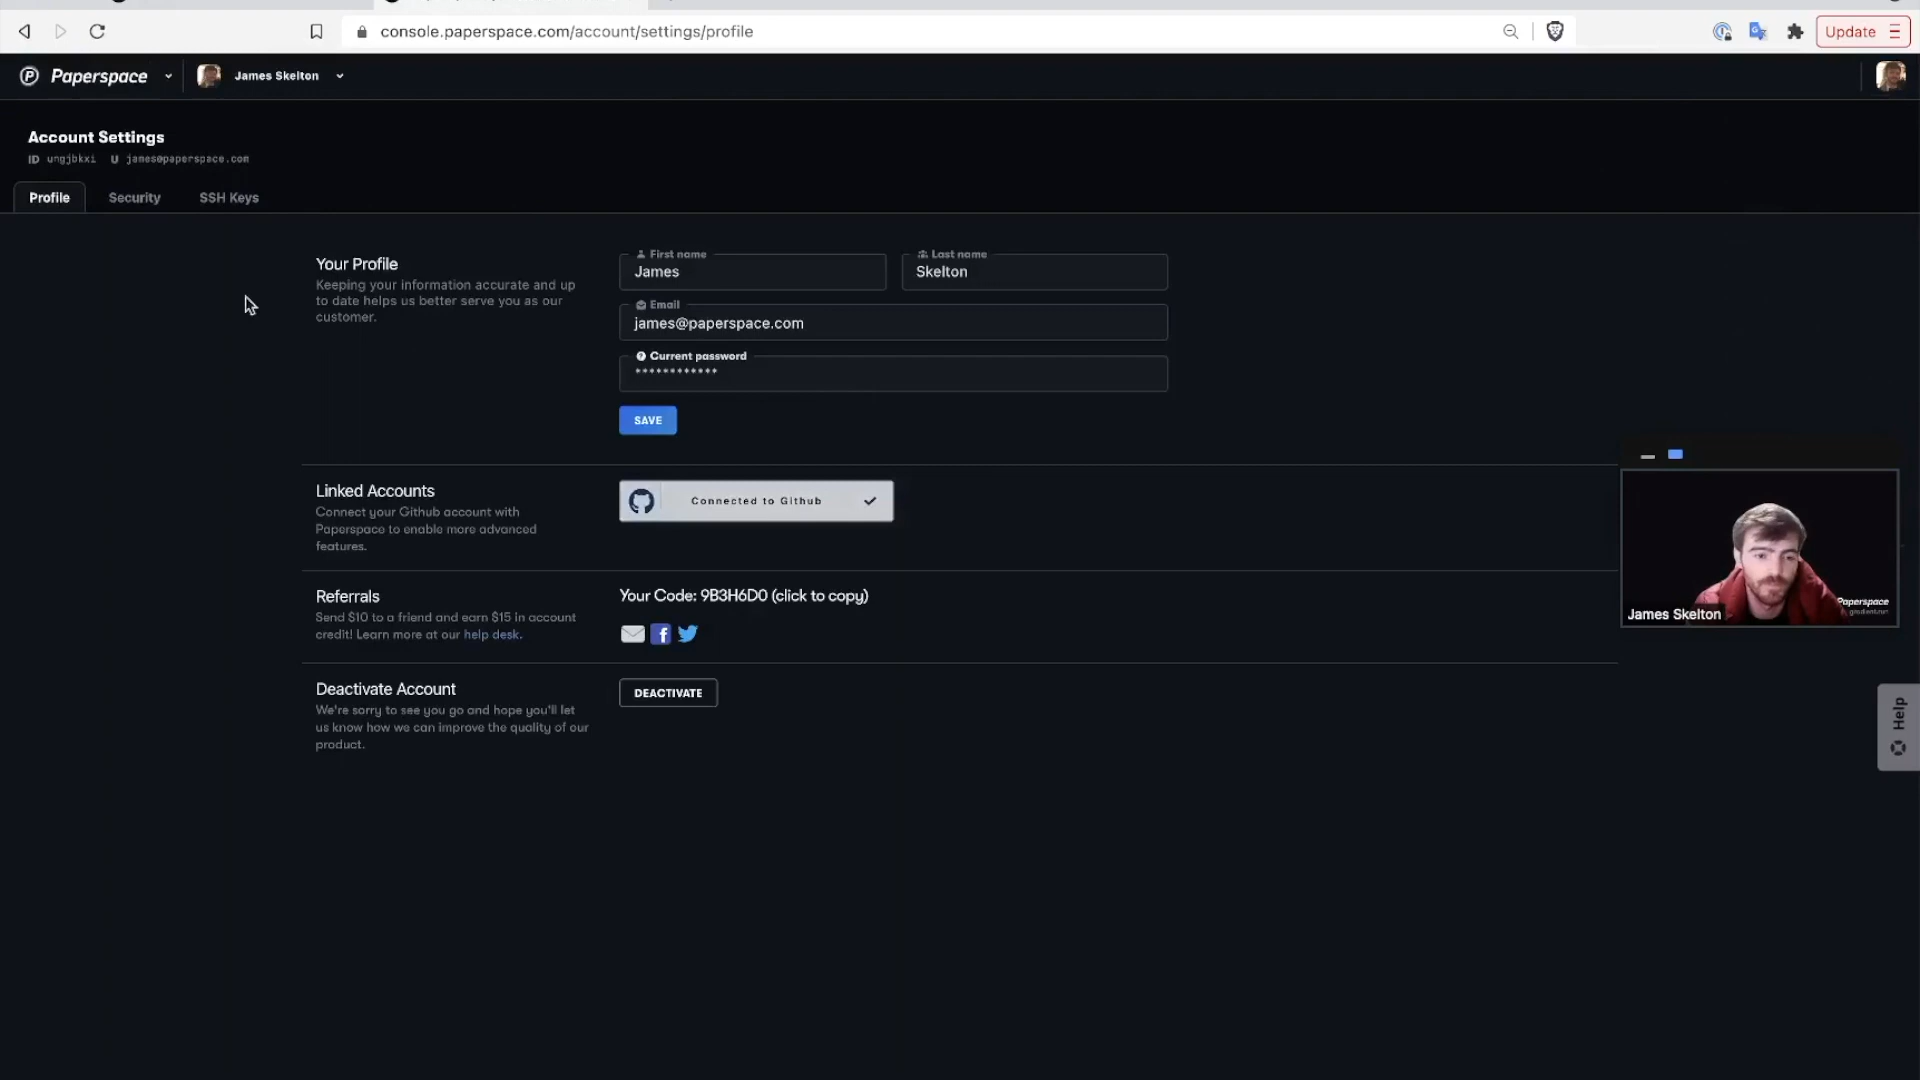 console.paperspace.com/account/settings/profile
Update
Paperspace
James Skelton
Account Settings
ID ungjbkxi U james@paperspace.com
Profile
Security
SSH Keys
Your Profile
Keeping your information accurate and up
to date helps us better serve you as our
customer.
First name
James
Last name
Skelton
Email
james@paperspace.com
Current password
************
SAVE
Linked Accounts
Connect your Github account with
Paperspace to enable more advanced
features.
Connected to Github
Referrals
Send $10 to a friend and earn $15 in account
credit! Learn more at our help desk.
Your Code: 9B3H6D0 (click to copy)
Deactivate Account
We're sorry to see you go and hope you'll let
us know how we can improve the quality of our
product.
DEACTIVATE
Paperspace
gradient.run
James Skelton
Help